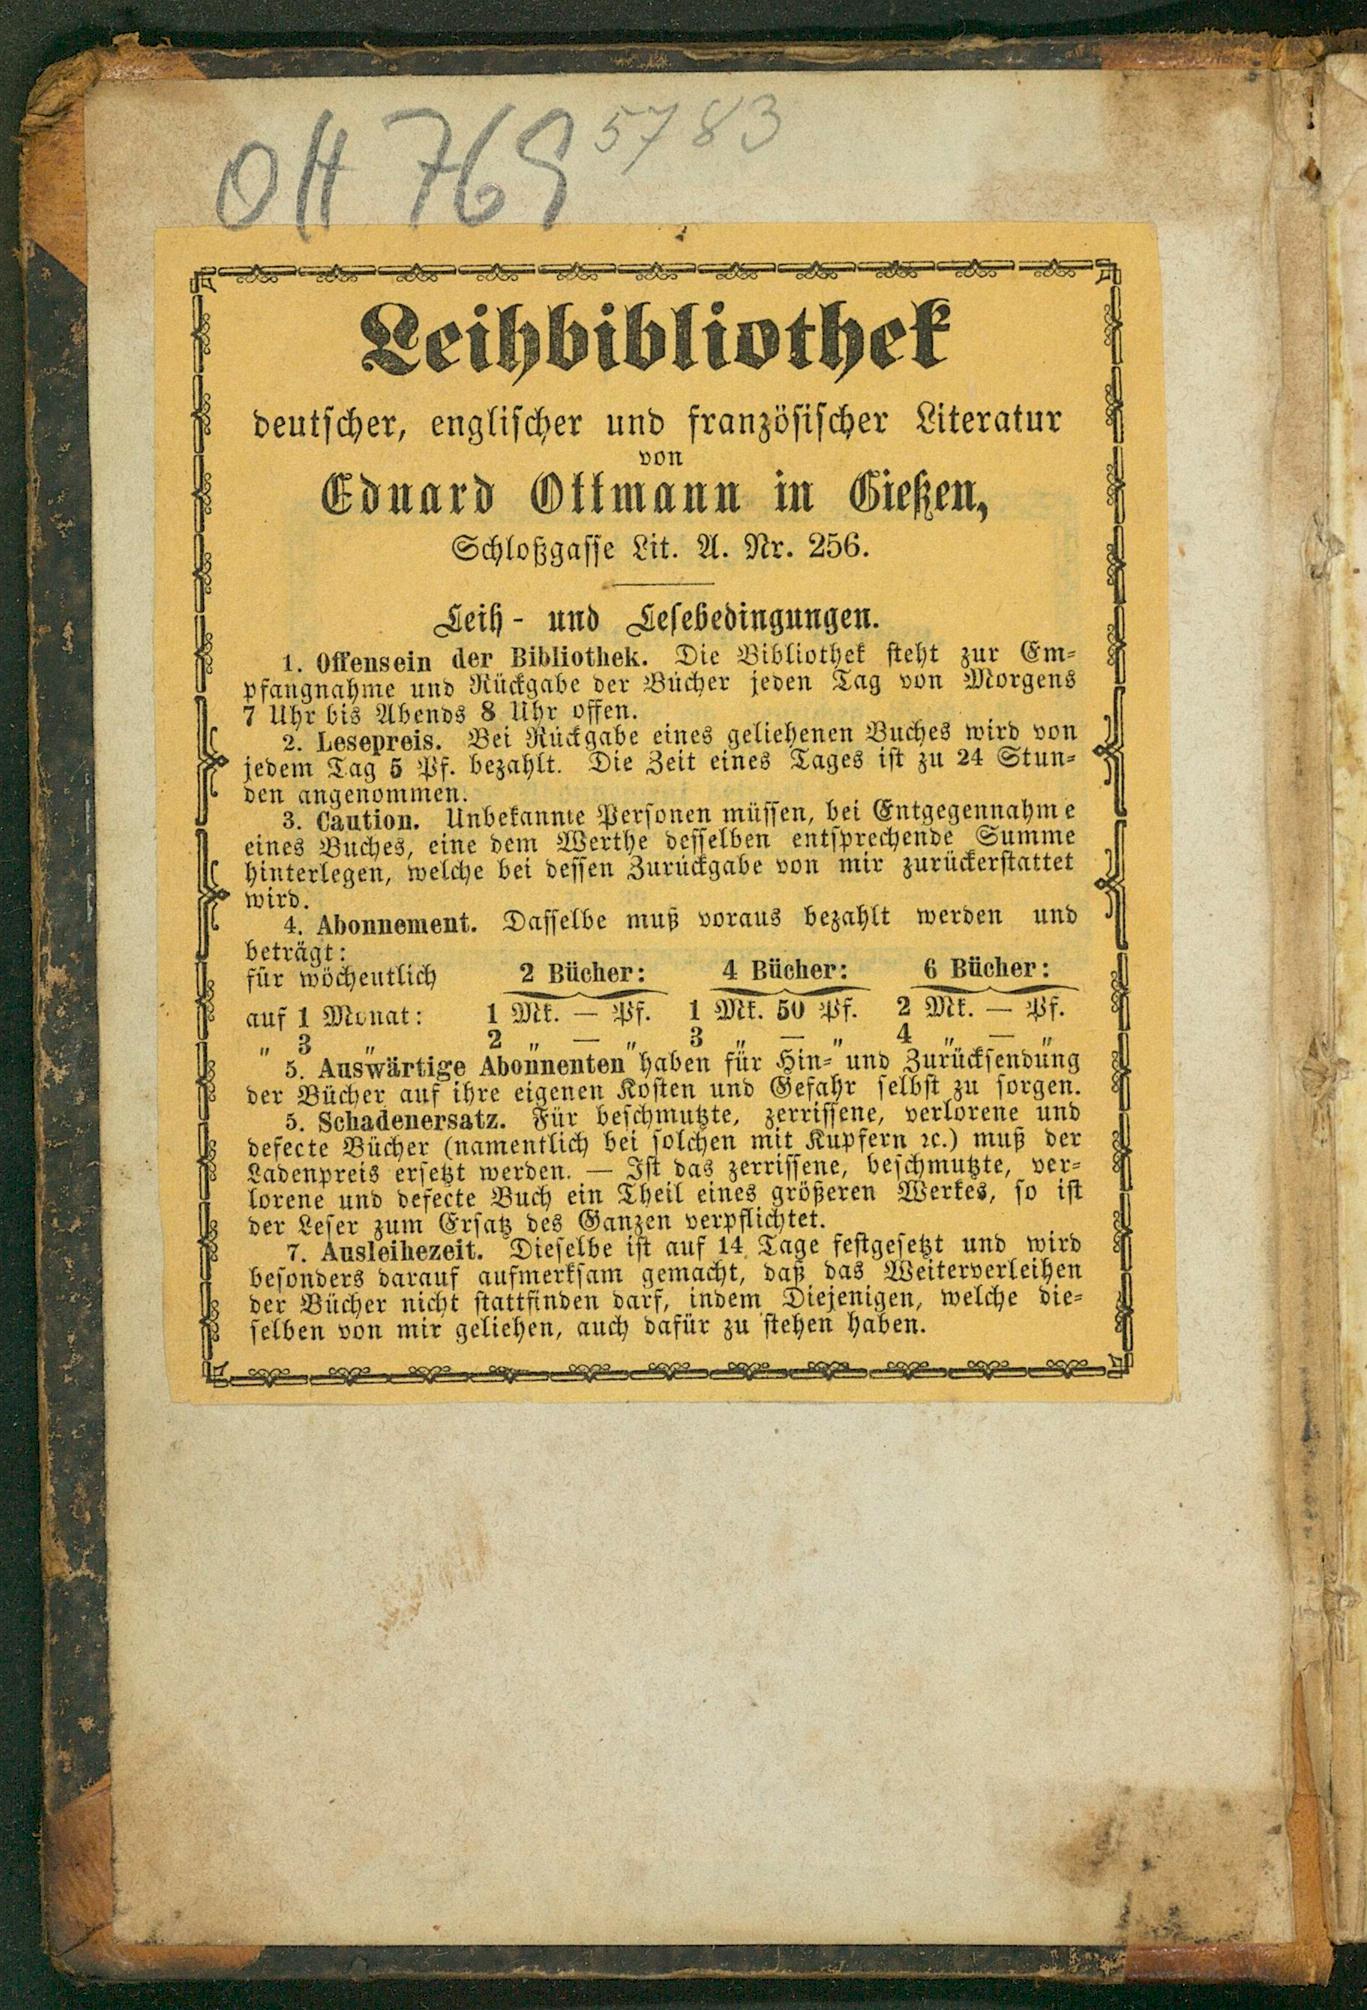 OH 769 5783
Leihbibliothek
deutscher, englischer und französischer Literatur
von
Eduard Ottmann in Gießen,
Schloßgasse Lit. A. Nr. 256.
Leih- und Lesebedingungen.
1. Offensein der Bibliothek. Die Bibliothek steht zur Em-
pfangnahme und Rückgabe der Bücher jeden Tag von Morgens
7 Uhr bis Abends 8 Uhr offen.
2. Lesepreis. Bei Rückgabe eines geliehenen Buches wird von
jedem Tag 5 Pf. bezahlt. Die Zeit eines Tages ist zu 24 Stun-
den angenommen.
3. Caution. Unbekannte Personen müssen, bei Entgegennahme
eines Buches, eine dem Werthe desselben entsprechende Summe
hinterlegen, welche bei dessen Zurückgabe von mir zurückerstattet
wird.
4. Abonnement. Dasselbe muß voraus bezahlt werden und
beträgt:
für wöchentlich 2 Bücher: 4 Bücher: 6 Bücher:
auf 1 Monat: 1 Mk. — Pf. 1 Mk. 50 Pf. 2 Mk. — Pf.
„ 3 „ 2 „ — „ 3 „ — „ 4 „ — „
5. Auswärtige Abonnenten haben für Hin- und Zurücksendung
der Bücher auf ihre eigenen Kosten und Gefahr selbst zu sorgen.
5. Schadenersatz. Für beschmutzte, zerrissene, verlorene und
defecte Bücher (namentlich bei solchen mit Kupfern ꝛc.) muß der
Ladenpreis ersetzt werden. — Ist das zerrissene, beschmutzte, ver-
lorene und defecte Buch ein Theil eines größeren Werkes, so ist
der Leser zum Ersatz des Ganzen verpflichtet.
7. Ausleihezeit. Dieselbe ist auf 14 Tage festgesetzt und wird
besonders darauf aufmerksam gemacht, daß das Weiterverleihen
der Bücher nicht stattfinden darf, indem Diejenigen, welche die-
selben von mir geliehen, auch dafür zu stehen haben.